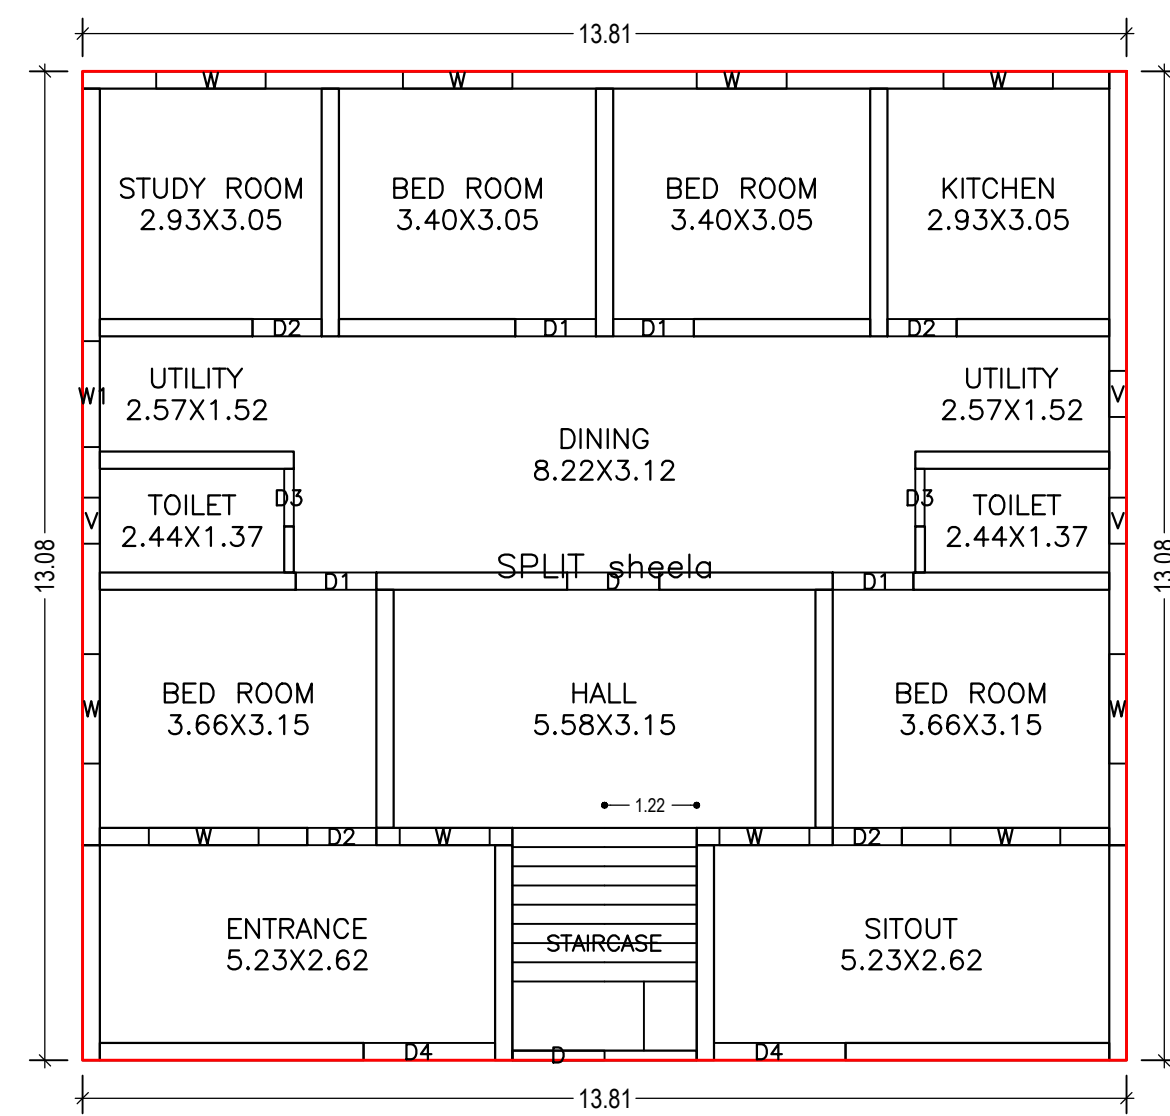 13.81
W W W W
STUDY ROOM BED ROOM BED ROOM KITCHEN
2.93X3.05 3.40X3.05 3.40X3.05 2.93X3.05
D2 D1 D1 D2
UTILITY UTILITY
W1 2.57X1.52 2.57X1.52 V
DINING
8.22X3.12
TOILET D3 D3 TOILET
V 2.44X1.37 2.44X1.37 V
13.08 13.08
SPLIT sheela
D1 D D1
BED ROOM HALL BED ROOM
W 3.66X3.15 5.58X3.15 3.66X3.15 W
1.22
W D2 W W D2 W
ENTRANCE STAIRCASE SITOUT
5.23X2.62 5.23X2.62
D4 D D4
13.81